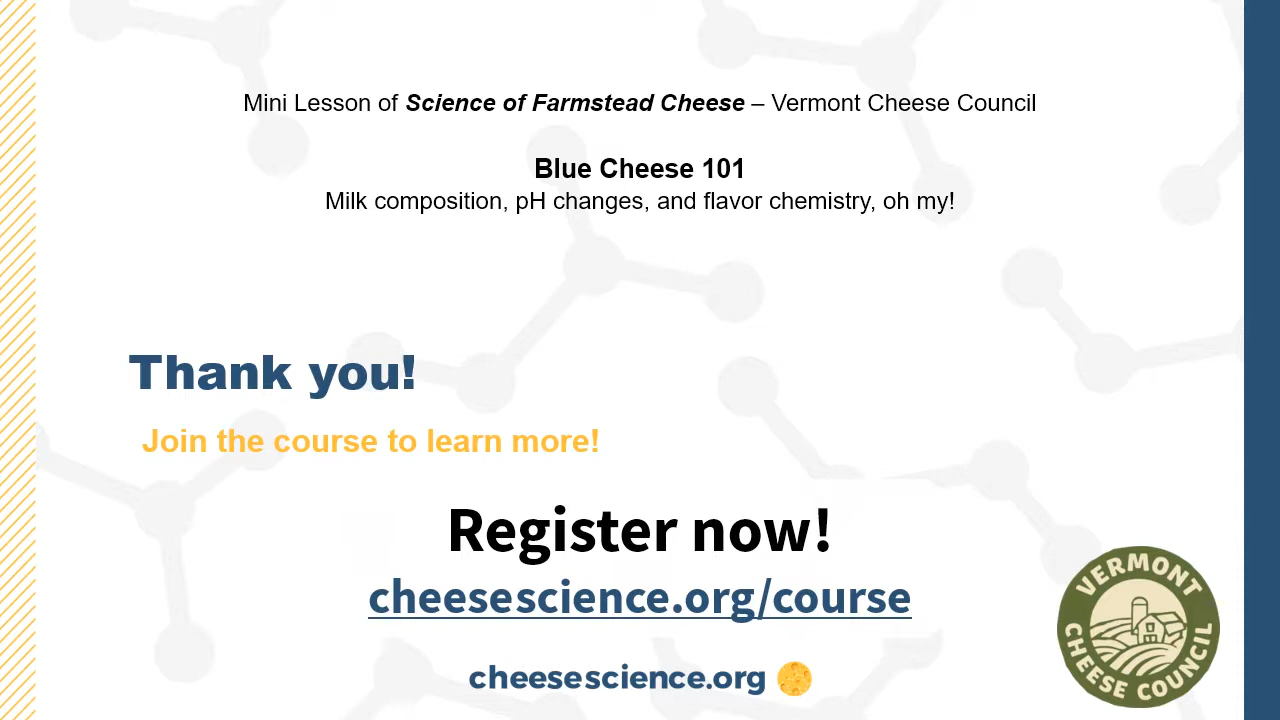 Mini Lesson of Science of Farmstead Cheese – Vermont Cheese Council
Blue Cheese 101
Milk composition, pH changes, and flavor chemistry, oh my!
Thank you!
Join the course to learn more!
Register now!
cheesescience.org/course
cheesescience.org
VERMONT
CHEESE COUNCIL